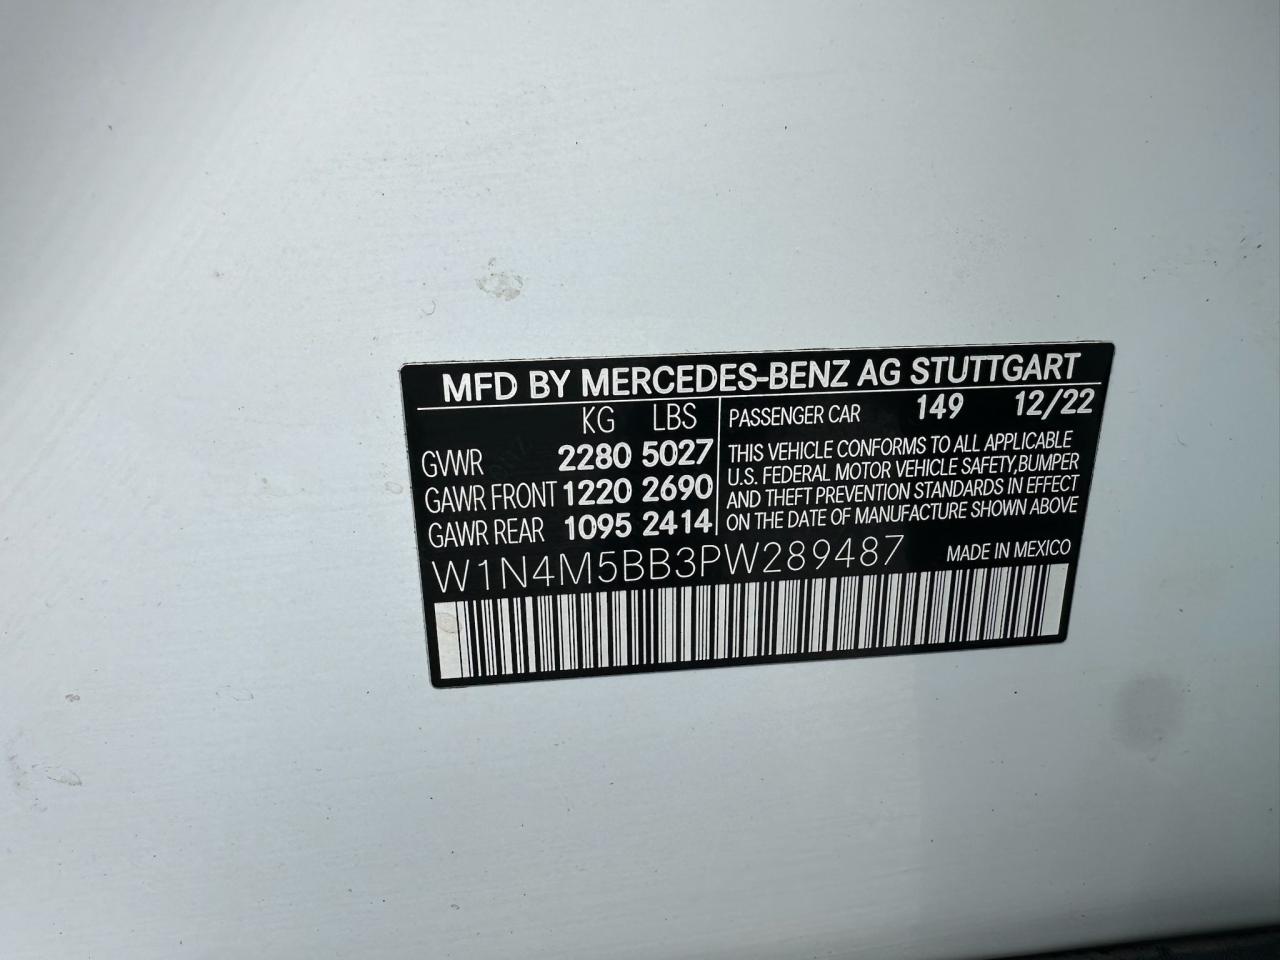 MFD BY MERCEDES-BENZ AG STUTTGART
KG LBS
GVWR 2280 5027
GAWR FRONT 1220 2690
GAWR REAR 1095 2414
PASSENGER CAR 149 12/22
THIS VEHICLE CONFORMS TO ALL APPLICABLE
U.S. FEDERAL MOTOR VEHICLE SAFETY,BUMPER
AND THEFT PREVENTION STANDARDS IN EFFECT
ON THE DATE OF MANUFACTURE SHOWN ABOVE
W1N4M5BB3PW289487
MADE IN MEXICO